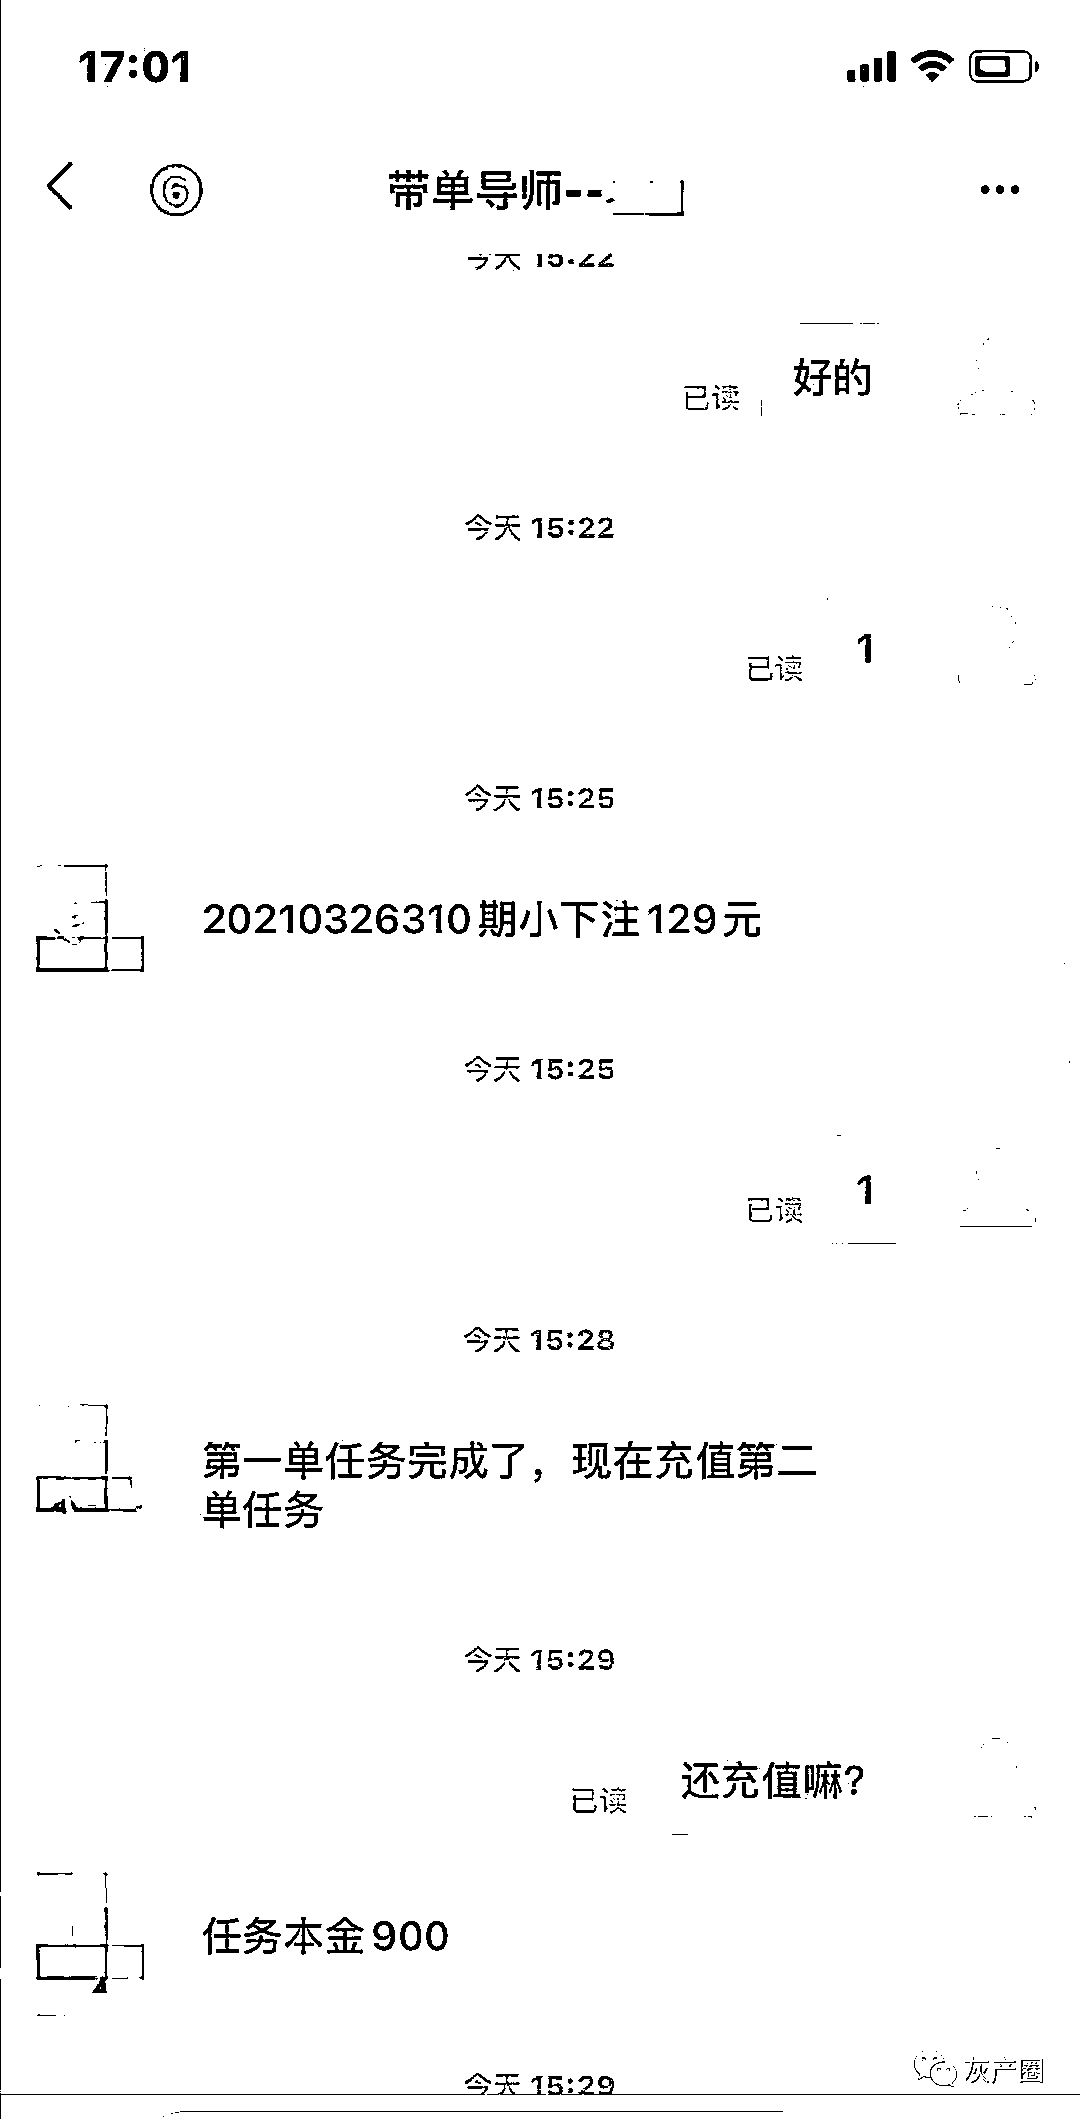 17:01
带单导师--
今天 15:22
好的
已读
今天 15:22
1
已读
今天 15:25
20210326310期小下注129元
今天 15:25
1
已读
今天 15:28
第一单任务完成了，现在充值第二
单任务
今天 15:29
还充值嘛?
已读
任务本金900
今天 15:29
灰产圈